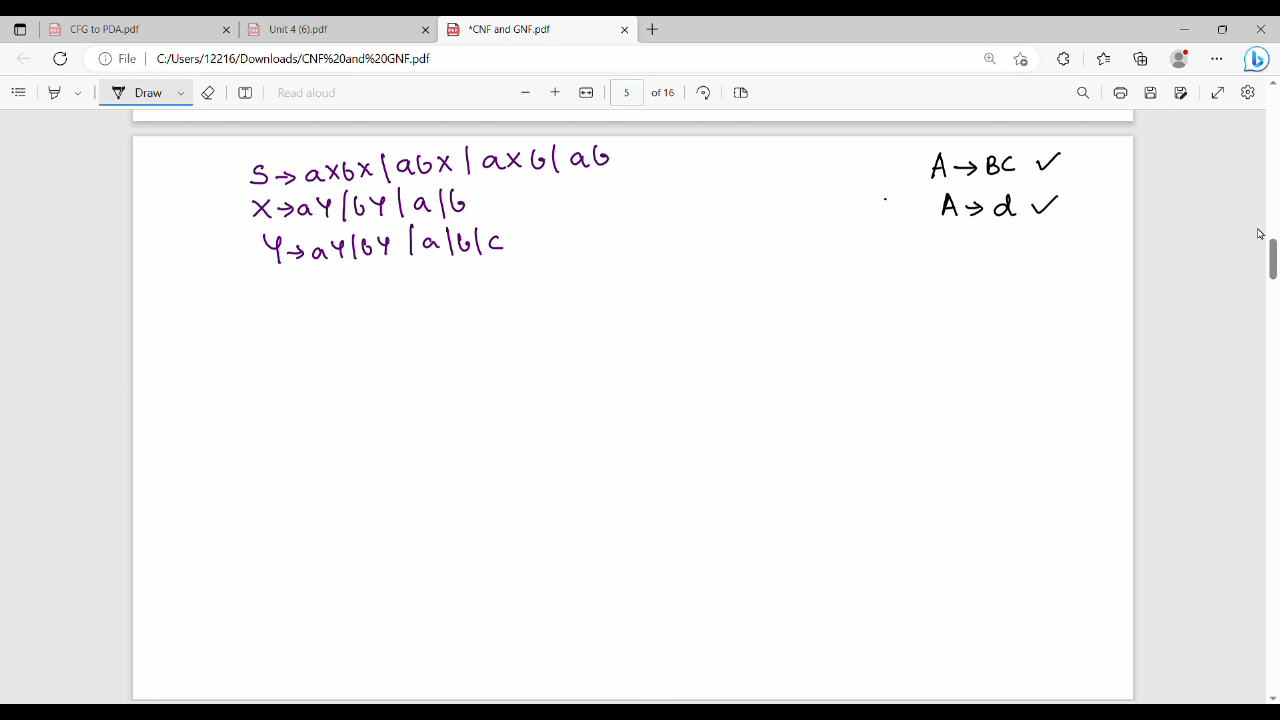 CFG to PDA.pdf
Unit 4 (6).pdf
*CNF and GNF.pdf
File
C:/Users/12216/Downloads/CNF%20and%20GNF.pdf
Draw
Read aloud
5 of 16
S → aXbX | abX | aXb | ab
X → aY | bY | a | b
Y → aY | bY | a | b | c
A → BC ✓
A → d ✓